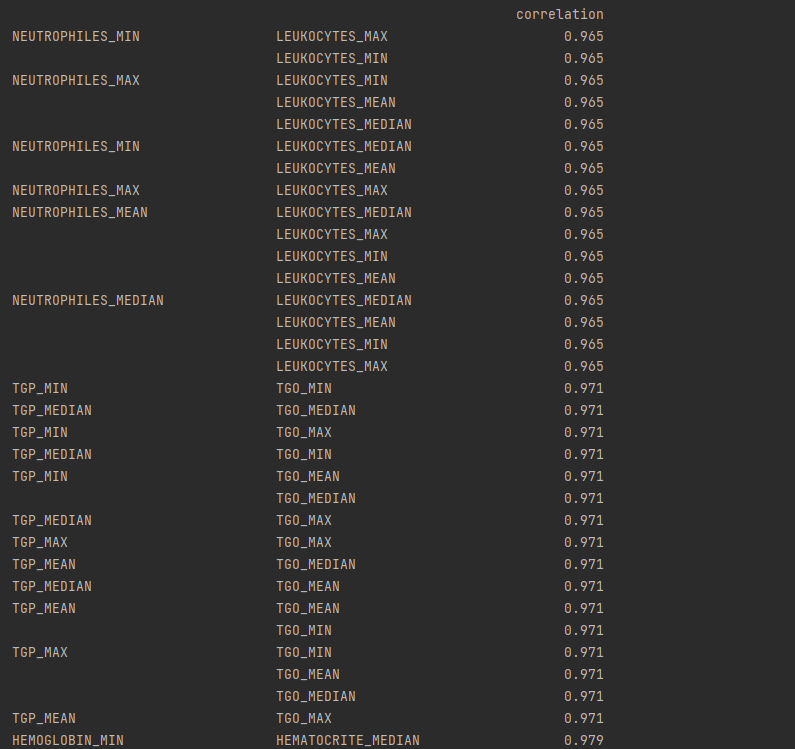 correlation
NEUTROPHILES_MIN LEUKOCYTES_MAX 0.965
LEUKOCYTES_MIN 0.965
NEUTROPHILES_MAX LEUKOCYTES_MIN 0.965
LEUKOCYTES_MEAN 0.965
LEUKOCYTES_MEDIAN 0.965
NEUTROPHILES_MIN LEUKOCYTES_MEDIAN 0.965
LEUKOCYTES_MEAN 0.965
NEUTROPHILES_MAX LEUKOCYTES_MAX 0.965
NEUTROPHILES_MEAN LEUKOCYTES_MEDIAN 0.965
LEUKOCYTES_MAX 0.965
LEUKOCYTES_MIN 0.965
LEUKOCYTES_MEAN 0.965
NEUTROPHILES_MEDIAN LEUKOCYTES_MEDIAN 0.965
LEUKOCYTES_MEAN 0.965
LEUKOCYTES_MIN 0.965
LEUKOCYTES_MAX 0.965
TGP_MIN TGO_MIN 0.971
TGP_MEDIAN TGO_MEDIAN 0.971
TGP_MIN TGO_MAX 0.971
TGP_MEDIAN TGO_MIN 0.971
TGP_MIN TGO_MEAN 0.971
TGO_MEDIAN 0.971
TGP_MEDIAN TGO_MAX 0.971
TGP_MAX TGO_MAX 0.971
TGP_MEAN TGO_MEDIAN 0.971
TGP_MEDIAN TGO_MEAN 0.971
TGP_MEAN TGO_MEAN 0.971
TGO_MIN 0.971
TGP_MAX TGO_MIN 0.971
TGO_MEAN 0.971
TGO_MEDIAN 0.971
TGP_MEAN TGO_MAX 0.971
HEMOGLOBIN_MIN HEMATOCRITE_MEDIAN 0.979